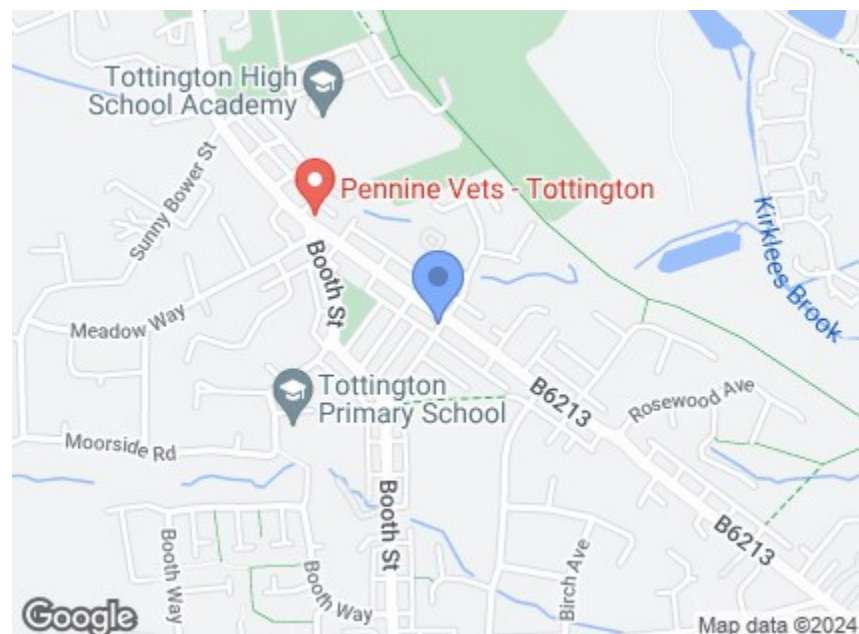 Tottington High
School Academy
Pennine Vets - Tottington
Sunny Bower St
Booth St
Kirklees Brook
Meadow Way
Tottington
Primary School
B6213
Rosewood Ave
Moorside Rd
Booth St
B6213
Booth Way
Booth Way
Birch Ave
Google
Map data ©2024